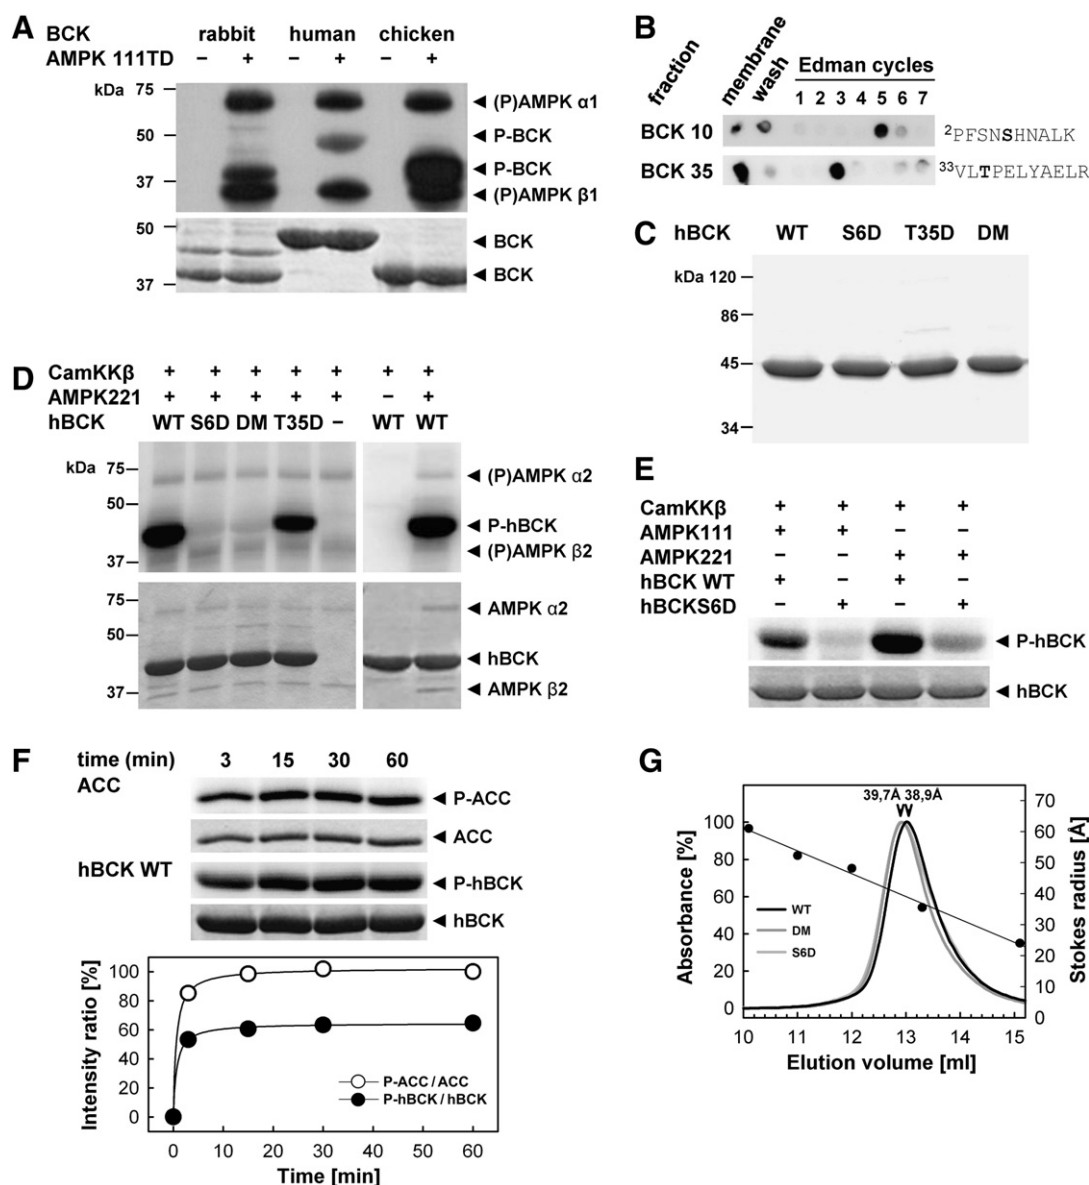 A
BCK rabbit human chicken
AMPK 111TD – + – + – +
kDa
75
50
37
(P)AMPK α1
P-BCK
P-BCK
(P)AMPK β1
50
37
BCK
BCK
B
fraction membrane wash Edman cycles
1 2 3 4 5 6 7
BCK 10 ²PFSNSHNALK
BCK 35 ³³VLTPELYAELR
C
hBCK WT S6D T35D DM
kDa 120
86
45
34
D
CamKKβ + + + + + + +
AMPK221 + + + + + – +
hBCK WT S6D DM T35D – WT WT
kDa 75
50
37
(P)AMPK α2
P-hBCK
(P)AMPK β2
75
50
37
AMPK α2
hBCK
AMPK β2
E
CamKKβ + + + +
AMPK111 + + – –
AMPK221 – – + +
hBCK WT + – + –
hBCKS6D – + – +
P-hBCK
hBCK
F
time (min) 3 15 30 60
ACC
P-ACC
ACC
hBCK WT
P-hBCK
hBCK
Intensity ratio [%]
100
80
60
40
20
0
P-ACC/ACC
P-hBCK/hBCK
0 10 20 30 40 50 60
Time [min]
G
39,7Å 38,9Å
Absorbance [%]
100
80
60
40
20
0
WT
DM
S6D
70
60
50
40
30
20
10
0
Stokes radius [Å]
10 11 12 13 14 15
Elution volume [ml]